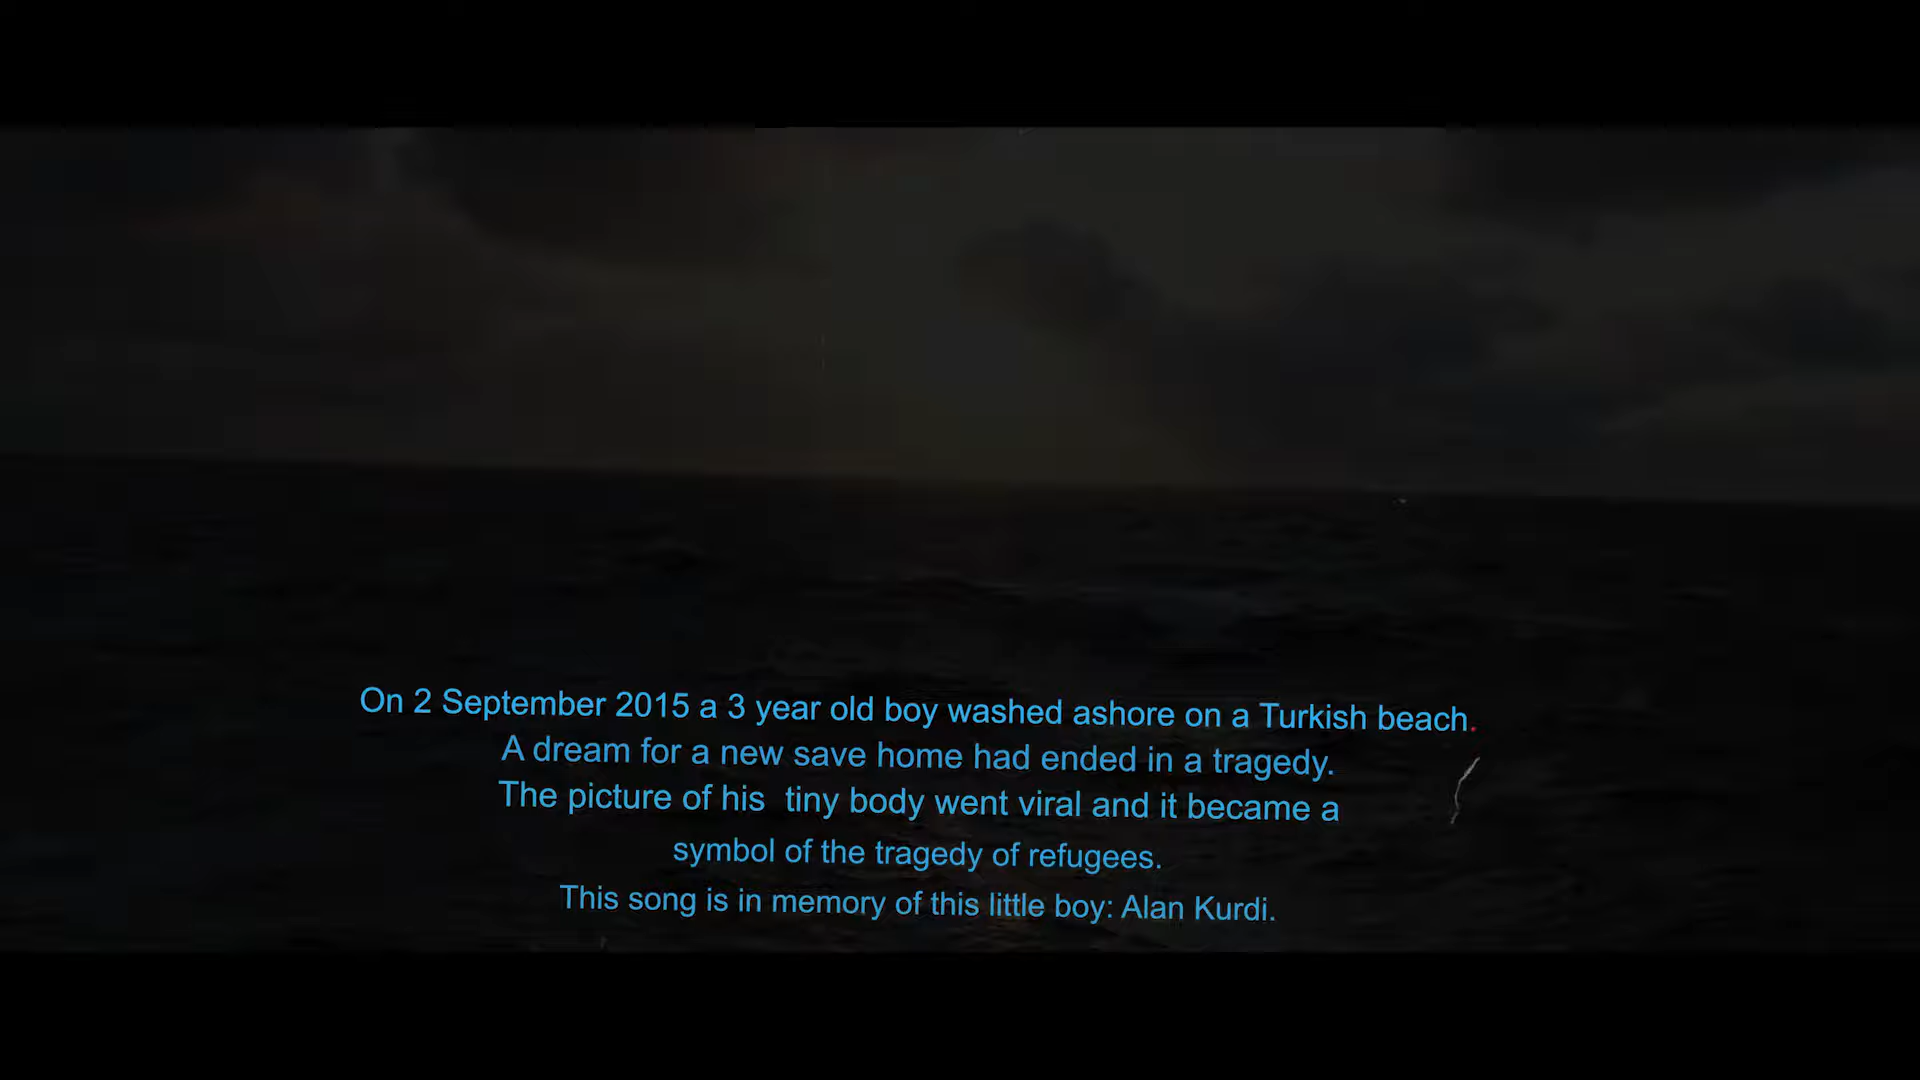 On 2 September 2015 a 3 year old boy washed ashore on a Turkish beach.
A dream for a new save home had ended in a tragedy.
The picture of his  tiny body went viral and it became a
symbol of the tragedy of refugees.
This song is in memory of this little boy: Alan Kurdi.